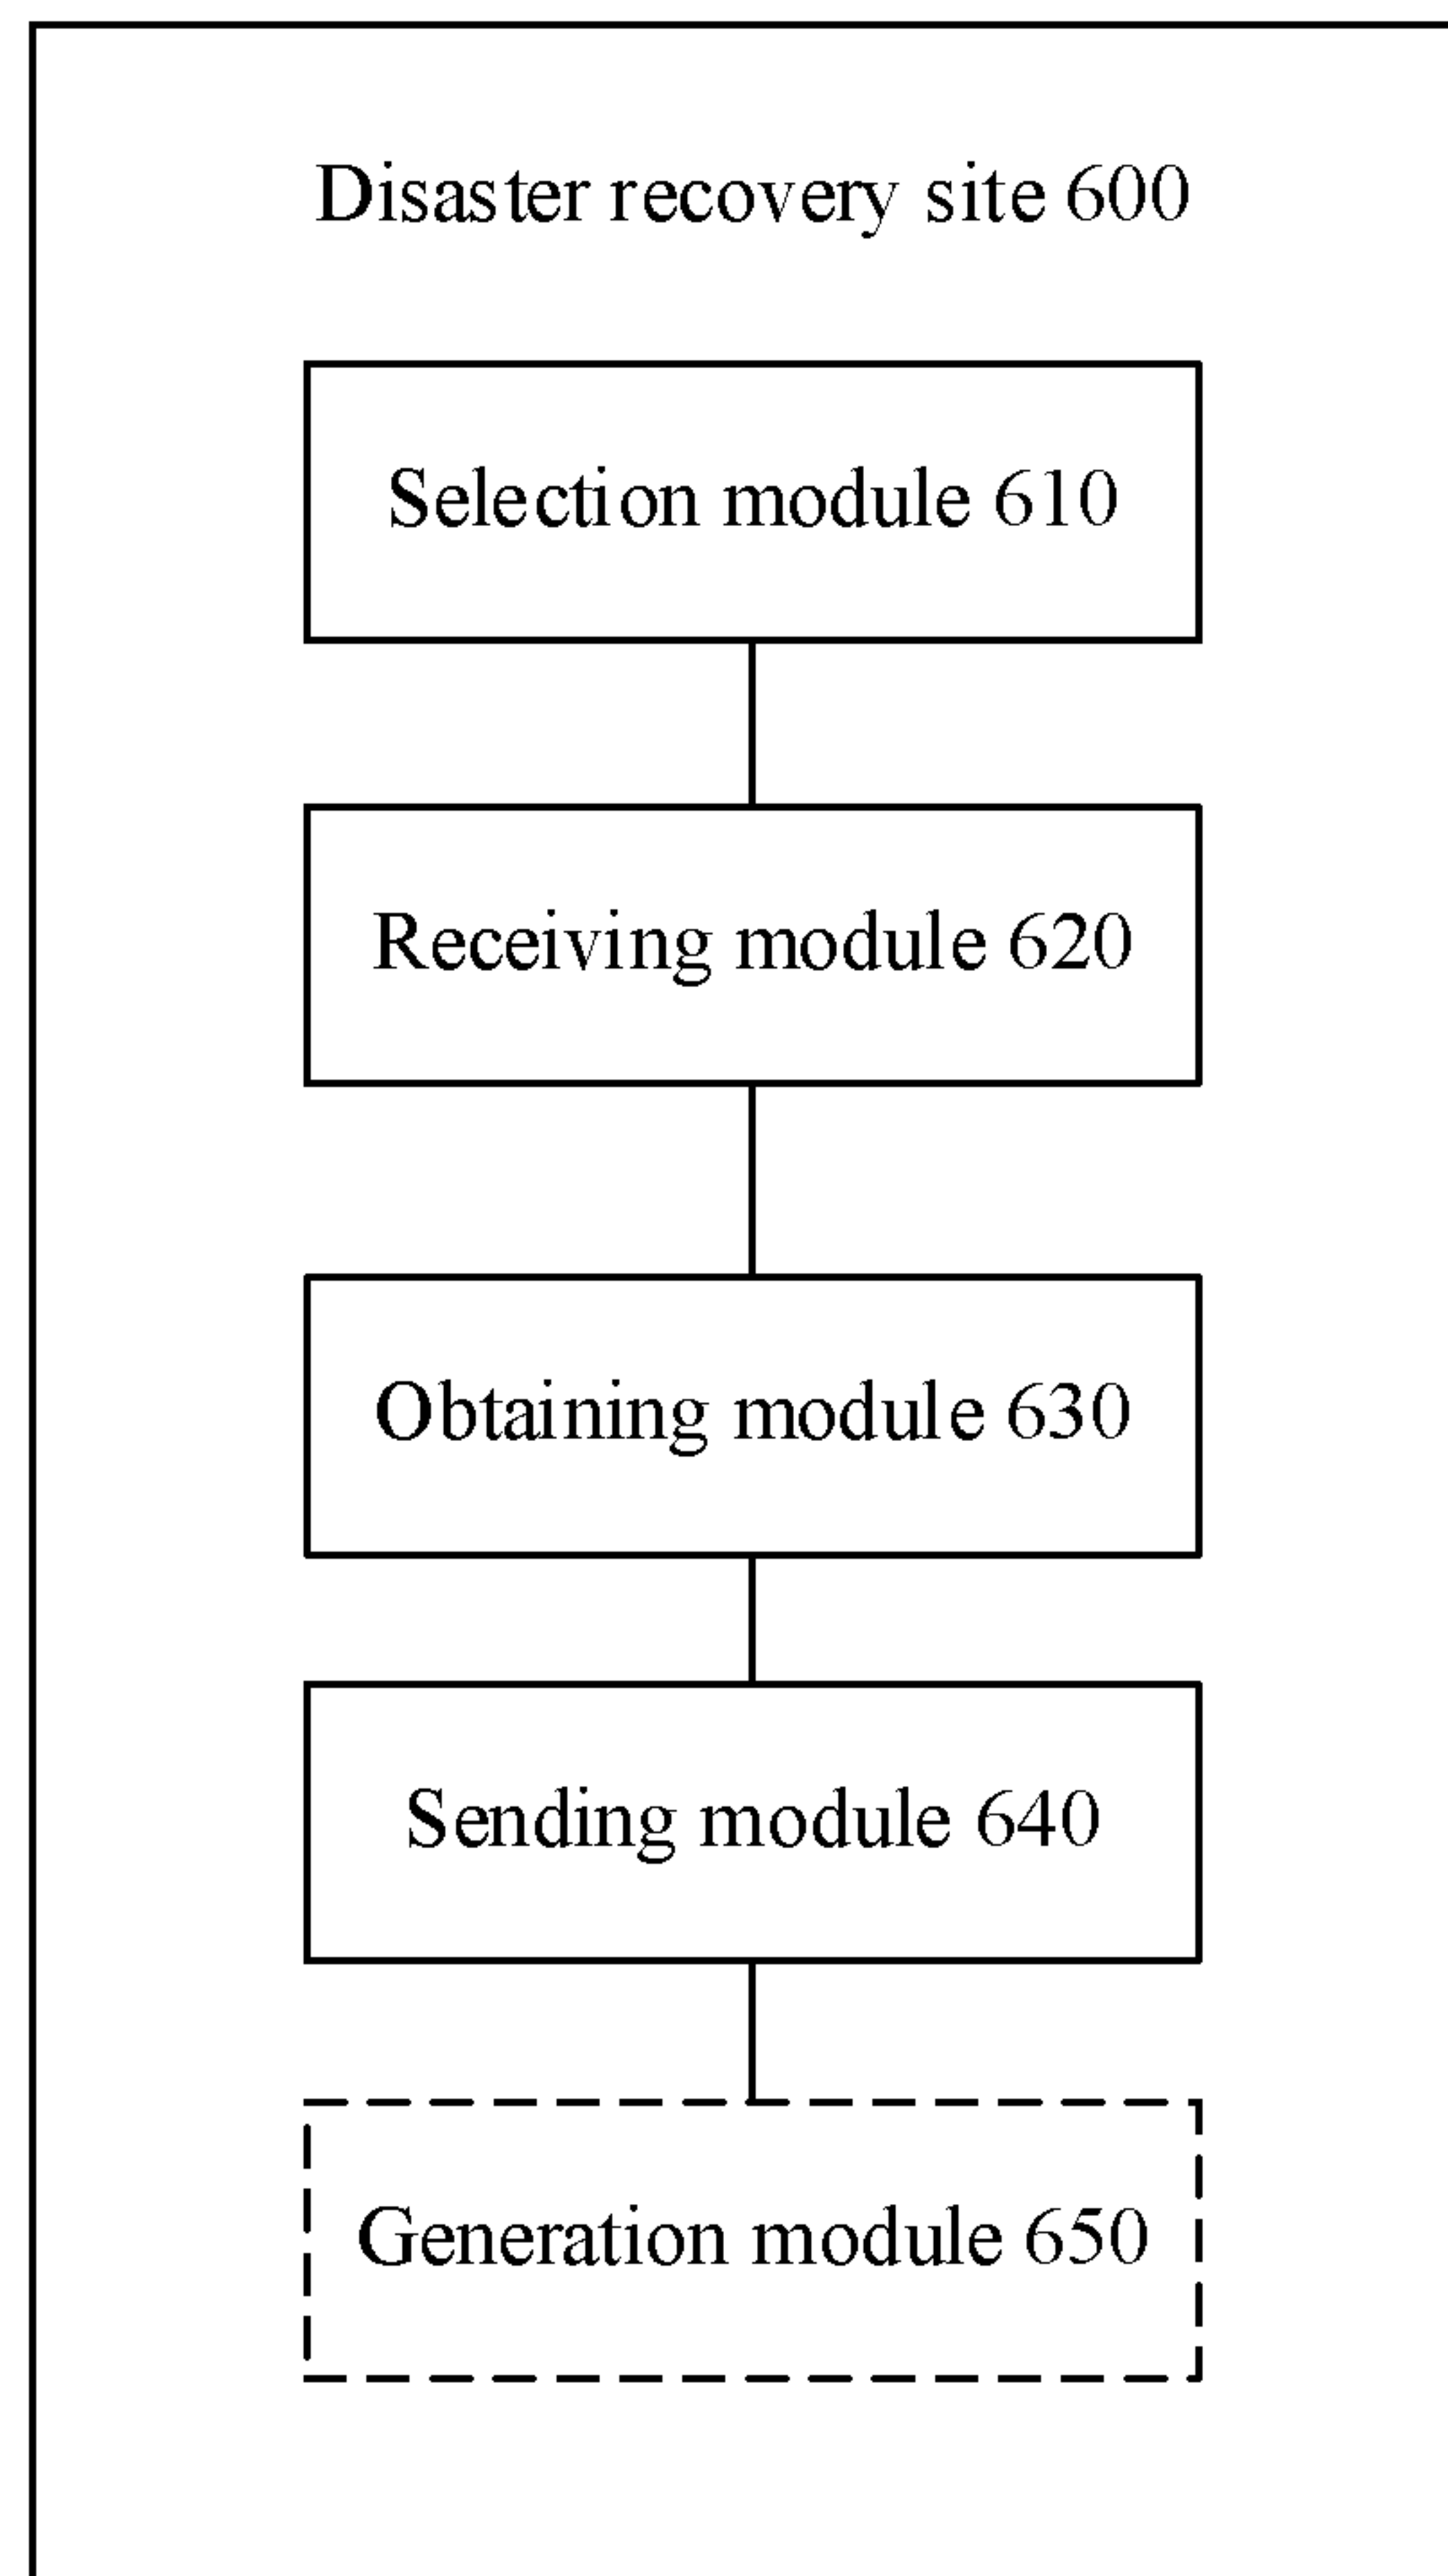 Disaster recovery site 600
Selection module 610
Receiving module 620
Obtaining module 630
Sending module 640
Generation module 650